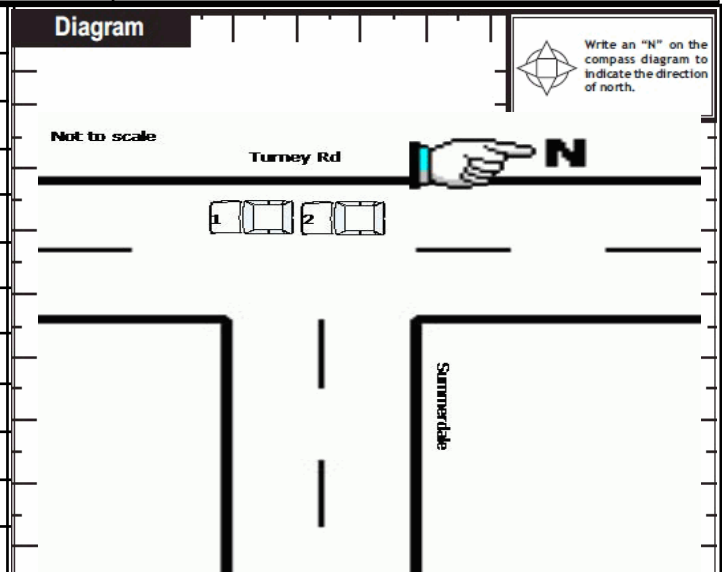 Diagram
Write an "N" on the
compass diagram to
indicate the direction
of north.
Not to scale
Turney Rd
N
1
2
Summerdale